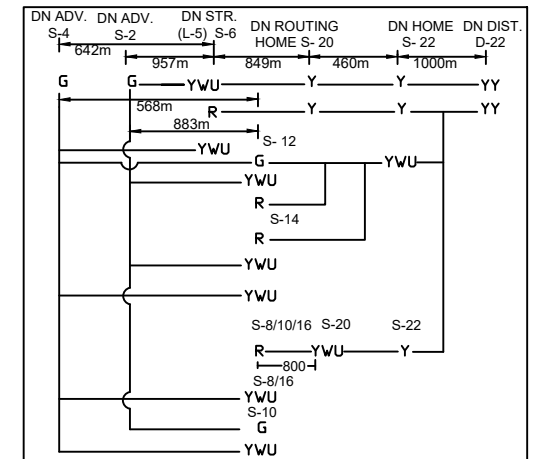 DN ADV. DN ADV. DN STR. DN ROUTING DN HOME DN DIST.
S-4 S-2 (L-5) S-6 HOME S- 20 S- 22 D-22
642m
957m 849m 460m 1000m
G G YWU Y Y YY
568m
R Y Y YY
883m
YWU S- 12
G YWU
YWU
R
S-14
R
YWU
YWU
S-8/10/16 S-20 S-22
R YWU Y
800
S-8/16
YWU
S-10
G
YWU